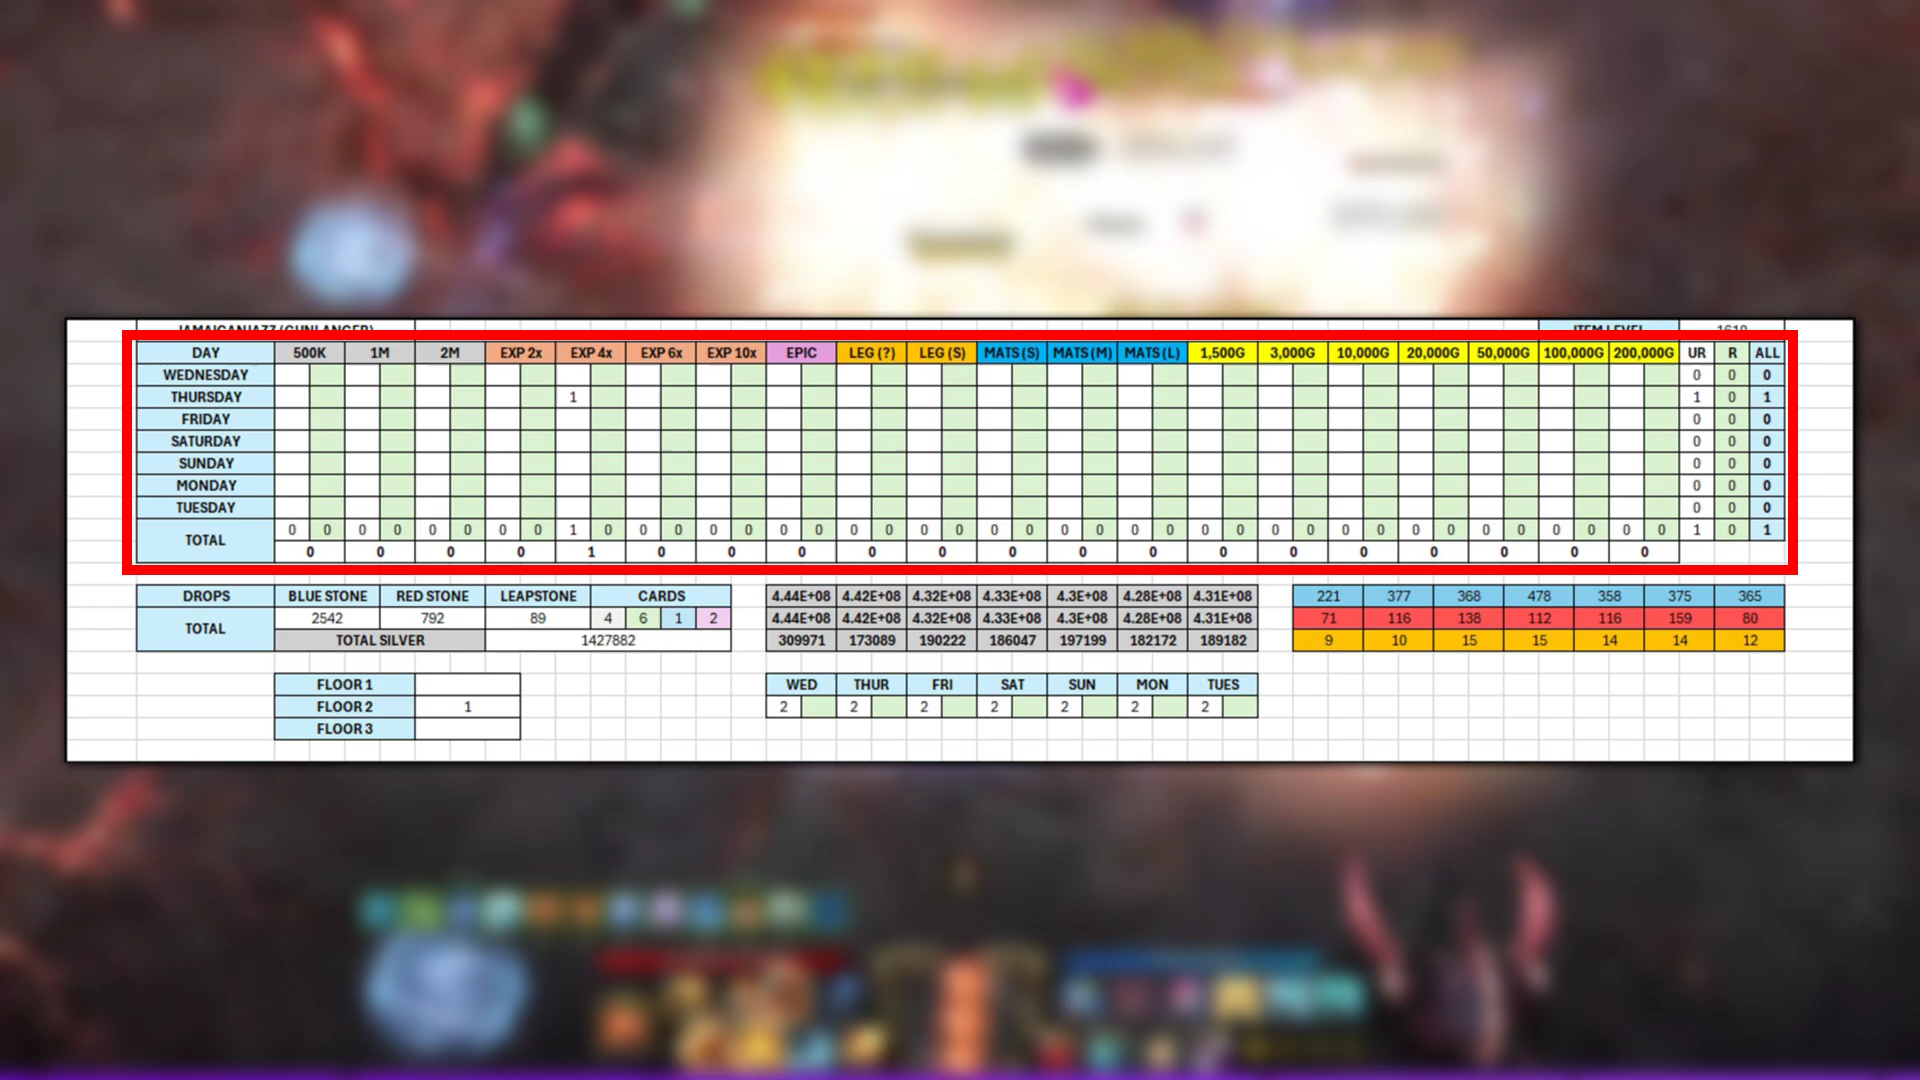 JAMAICANJAZZ (GUNLANCER) ITEM LEVEL 1610
DAY 500K 1M 2M EXP 2x EXP 4x EXP 6x EXP 10x EPIC LEG (?) LEG (S) MATS (S) MATS (M) MATS (L) 1,500G 3,000G 10,000G 20,000G 50,000G 100,000G 200,000G UR R ALL
WEDNESDAY 0 0 0
THURSDAY 1 1 0 1
FRIDAY 0 0 0
SATURDAY 0 0 0
SUNDAY 0 0 0
MONDAY 0 0 0
TUESDAY 0 0 0
TOTAL 0 0 0 0 0 0 0 0 1 0 0 0 0 0 0 0 0 0 0 0 0 0 0 0 0 0 0 0 0 0 0 0 0 0 0 0 0 0 0 0 1 0 1
0 0 0 0 1 0 0 0 0 0 0 0 0 0 0 0 0 0 0 0
DROPS BLUE STONE RED STONE LEAPSTONE CARDS 4.44E+08 4.42E+08 4.32E+08 4.33E+08 4.3E+08 4.28E+08 4.31E+08 221 377 368 478 358 375 365
TOTAL 2542 792 89 4 6 1 2 4.44E+08 4.42E+08 4.32E+08 4.33E+08 4.3E+08 4.28E+08 4.31E+08 71 116 138 112 116 159 80
TOTAL SILVER 1427882 309971 173089 190222 186047 197199 182172 189182 9 10 15 15 14 14 12
FLOOR 1 WED THUR FRI SAT SUN MON TUES
FLOOR 2 1 2 2 2 2 2 2 2
FLOOR 3